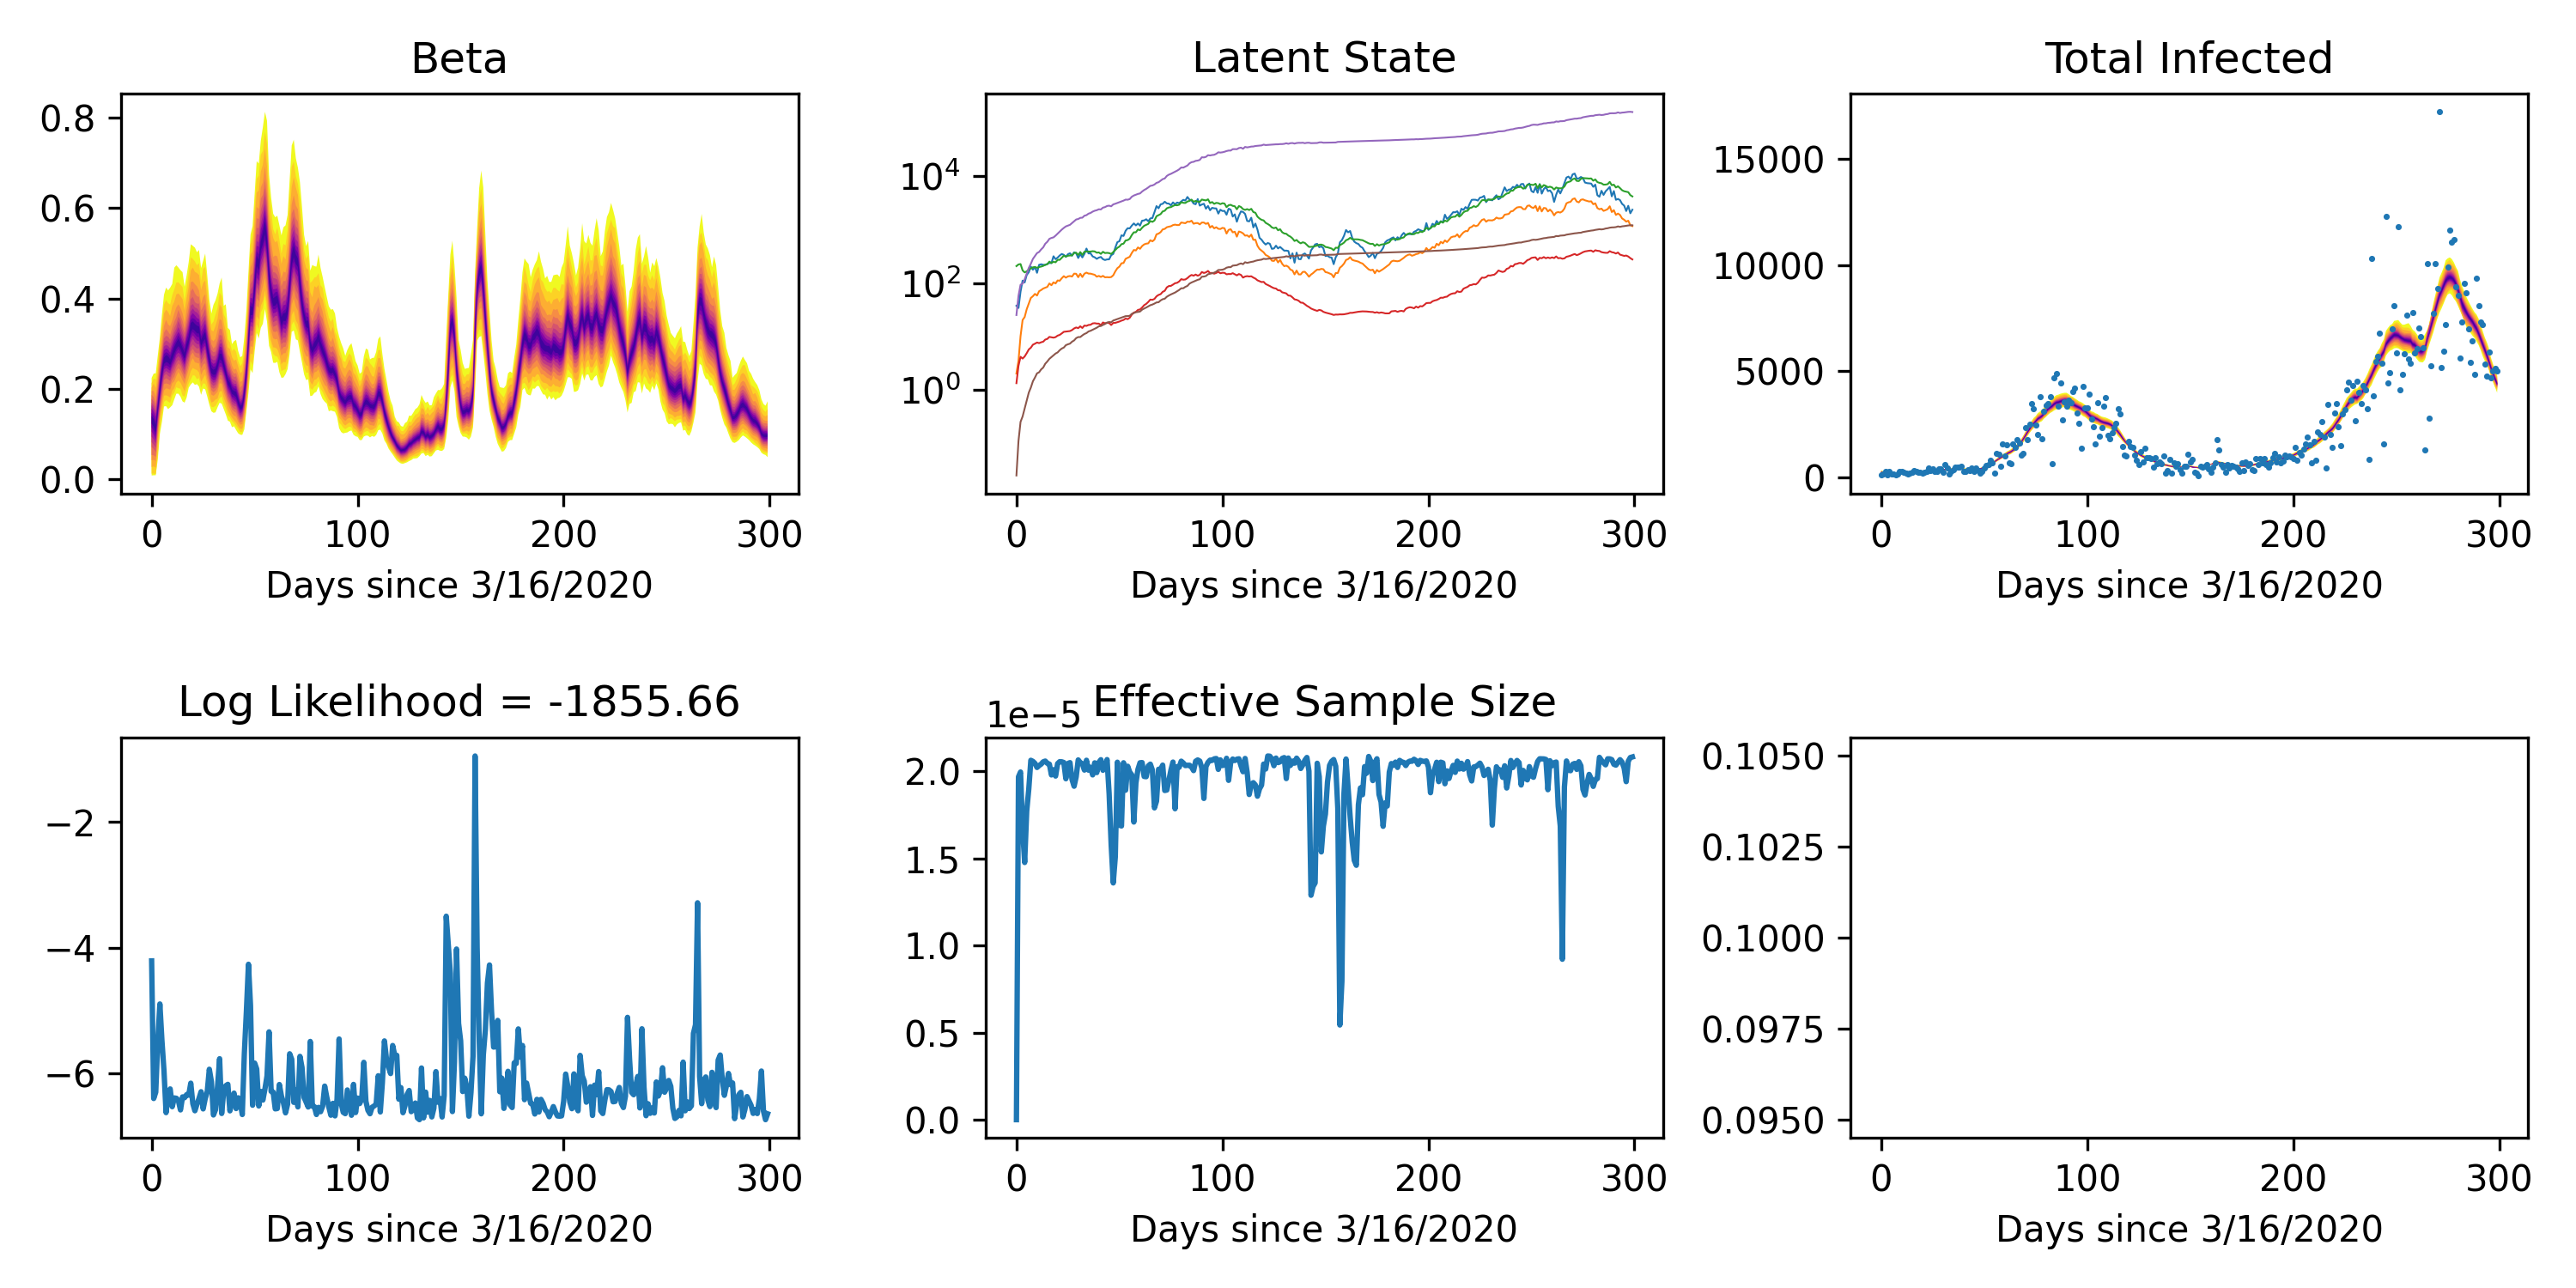 Beta
0.8
0.6
0.4
0.2
0.0
0 100 200 300
Days since 3/16/2020
Latent State
10^4
10^2
10^0
0 100 200 300
Days since 3/16/2020
Total Infected
15000
10000
5000
0
0 100 200 300
Days since 3/16/2020
Log Likelihood = -1855.66
−2
−4
−6
0 100 200 300
Days since 3/16/2020
Effective Sample Size
1e−5
2.0
1.5
1.0
0.5
0.0
0 100 200 300
Days since 3/16/2020
0.1050
0.1025
0.1000
0.0975
0.0950
0 100 200 300
Days since 3/16/2020